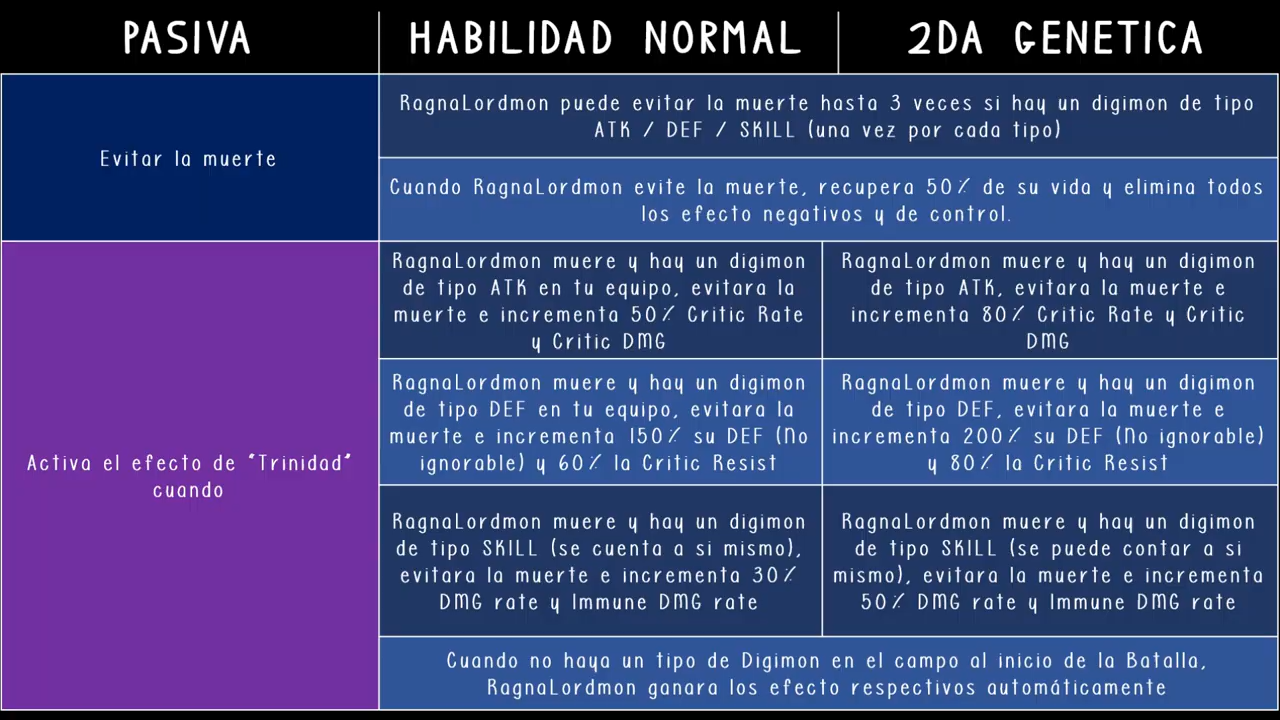 PASIVA
HABILIDAD NORMAL
2DA GENETICA
Evitar la muerte
RagnaLordmon puede evitar la muerte hasta 3 veces si hay un digimon de tipo
ATK / DEF / SKILL (una vez por cada tipo)
Cuando RagnaLordmon evite la muerte, recupera 50% de su vida y elimina todos
los efecto negativos y de control.
Activa el efecto de "Trinidad"
cuando
RagnaLordmon muere y hay un digimon
de tipo ATK en tu equipo, evitara la
muerte e incrementa 50% Critic Rate
y Critic DMG
RagnaLordmon muere y hay un digimon
de tipo ATK, evitara la muerte e
incrementa 80% Critic Rate y Critic
DMG
RagnaLordmon muere y hay un digimon
de tipo DEF en tu equipo, evitara la
muerte e incrementa 150% su DEF (No
ignorable) y 60% la Critic Resist
RagnaLordmon muere y hay un digimon
de tipo DEF, evitara la muerte e
incrementa 200% su DEF (No ignorable)
y 80% la Critic Resist
RagnaLordmon muere y hay un digimon
de tipo SKILL (se cuenta a si mismo),
evitara la muerte e incrementa 30%
DMG rate y Immune DMG rate
RagnaLordmon muere y hay un digimon
de tipo SKILL (se puede contar a si
mismo), evitara la muerte e incrementa
50% DMG rate y Immune DMG rate
Cuando no haya un tipo de Digimon en el campo al inicio de la Batalla,
RagnaLordmon ganara los efecto respectivos automáticamente